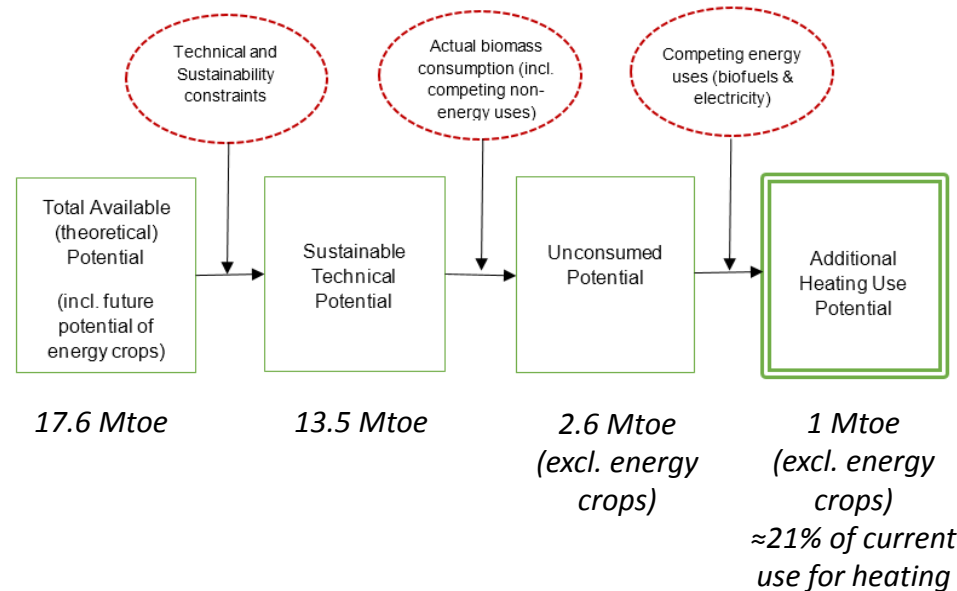 Technical and
Sustainability
constraints
Actual biomass
consumption (incl.
competing non-
energy uses)
Competing energy
uses (biofuels &
electricity)
Total Available
(theoretical)
Potential
(incl. future
potential of
energy crops)
Sustainable
Technical
Potential
Unconsumed
Potential
Additional
Heating Use
Potential
17.6 Mtoe
13.5 Mtoe
2.6 Mtoe
(excl. energy
crops)
1 Mtoe
(excl. energy
crops)
≈21% of current
use for heating